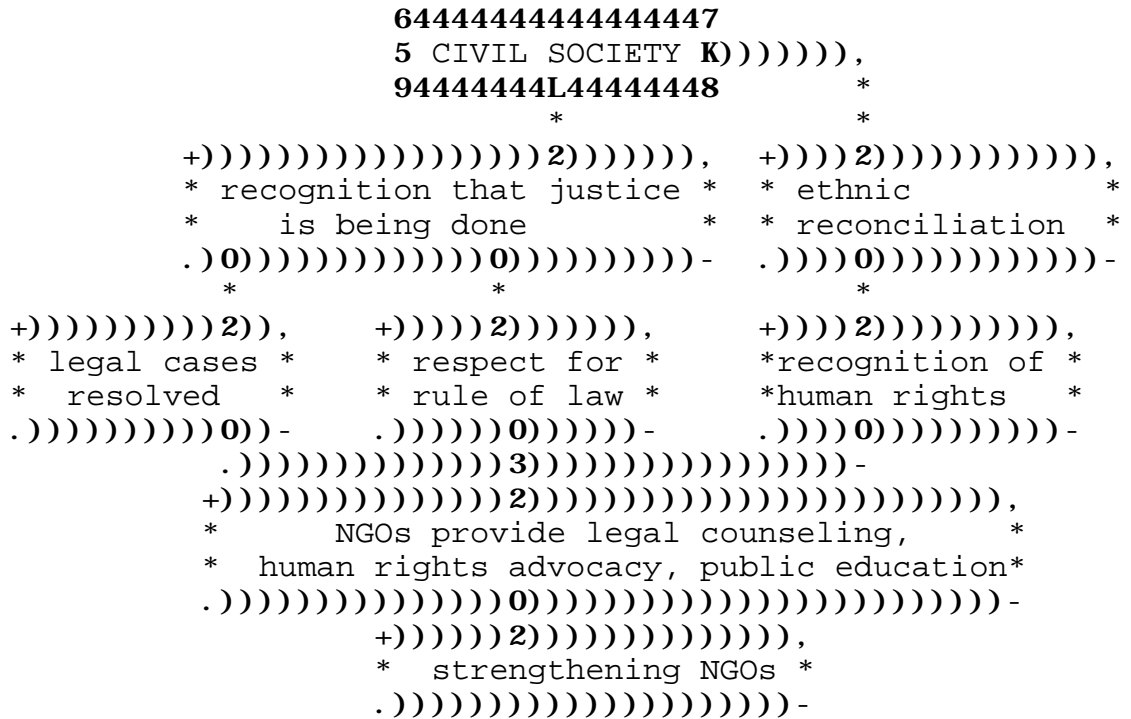 64444444444444447
5 CIVIL SOCIETY K))))))),
94444444L44444448 *
* *
+))))))))))))))))))2))))))), +))))2)))))))))))),
* recognition that justice * * ethnic *
* is being done * * reconciliation *
.)0)))))))))))))0))))))))))- .))))0))))))))))))-
* * *
+))))))))))2)), +)))))2))))))), +))))2)))))))))),
* legal cases * * respect for * *recognition of *
* resolved * * rule of law * *human rights *
.))))))))))0))- .))))))0))))))- .))))0))))))))))-
.))))))))))))))3)))))))))))))))))-
+)))))))))))))))2)))))))))))))))))))))))),
* NGOs provide legal counseling, *
* human rights advocacy, public education*
.)))))))))))))))0))))))))))))))))))))))))-
+))))))2)))))))))))))),
* strengthening NGOs *
.)))))))))))))))))))))-